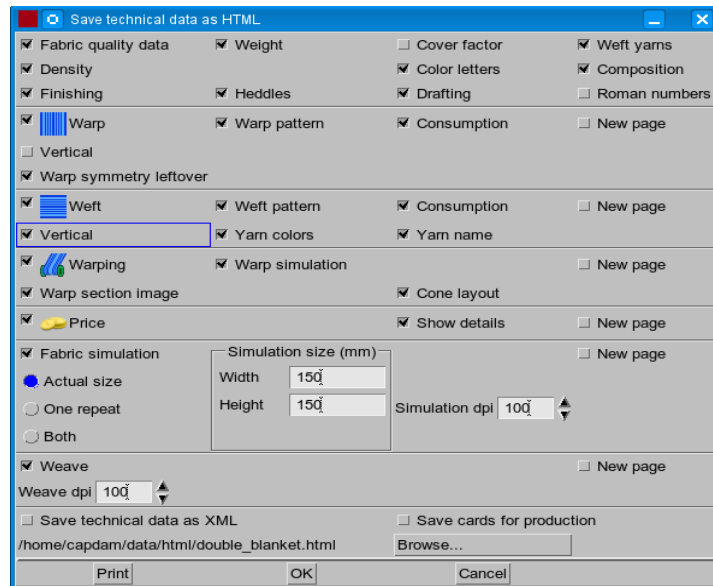 Save technical data as HTML
Fabric quality data Weight Cover factor Weft yarns
Density Color letters Composition
Finishing Heddles Drafting Roman numbers
Warp Warp pattern Consumption New page
Vertical
Warp symmetry leftover
Weft Weft pattern Consumption New page
Vertical Yarn colors Yarn name
Warping Warp simulation New page
Warp section image Cone layout
Price Show details New page
Fabric simulation Simulation size (mm) New page
Actual size Width 150
One repeat Height 150 Simulation dpi 100
Both
Weave New page
Weave dpi 100
Save technical data as XML Save cards for production
/home/capdam/data/html/double_blanket.html Browse...
Print OK Cancel